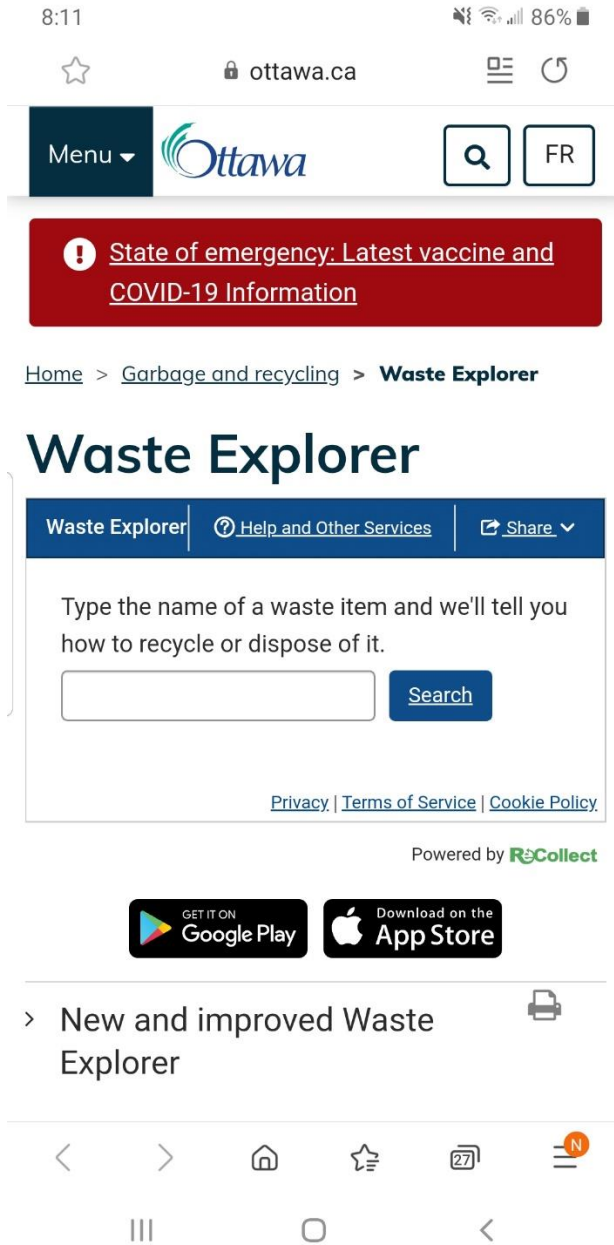 8:11
86%
ottawa.ca
Menu
Ottawa
FR
State of emergency: Latest vaccine and
COVID-19 Information
Home > Garbage and recycling > Waste Explorer
Waste Explorer
Waste Explorer
Help and Other Services
Share
Type the name of a waste item and we'll tell you
how to recycle or dispose of it.
Search
Privacy | Terms of Service | Cookie Policy
Powered by ReCollect
GET IT ON
Google Play
Download on the
App Store
New and improved Waste
Explorer
27
N